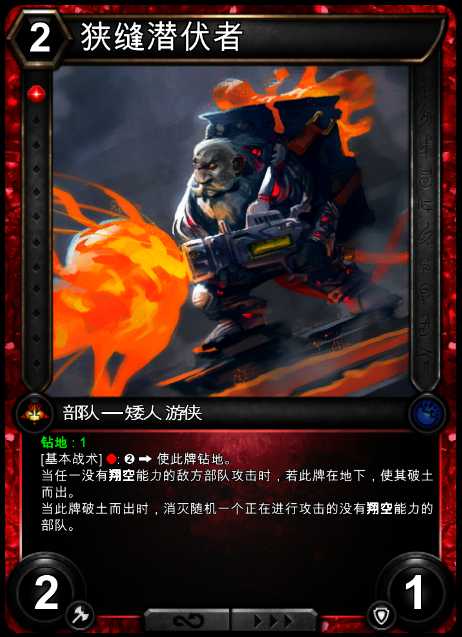 2 狭缝潜伏者
部队 — 矮人 游侠
钻地：1
[基本战术] : ❷ ➡ 使此牌钻地。
当任一没有翔空能力的敌方部队攻击时，若此牌在地下，使其破土
而出。
当此牌破土而出时，消灭随机一个正在进行攻击的没有翔空能力的
部队。
2 1